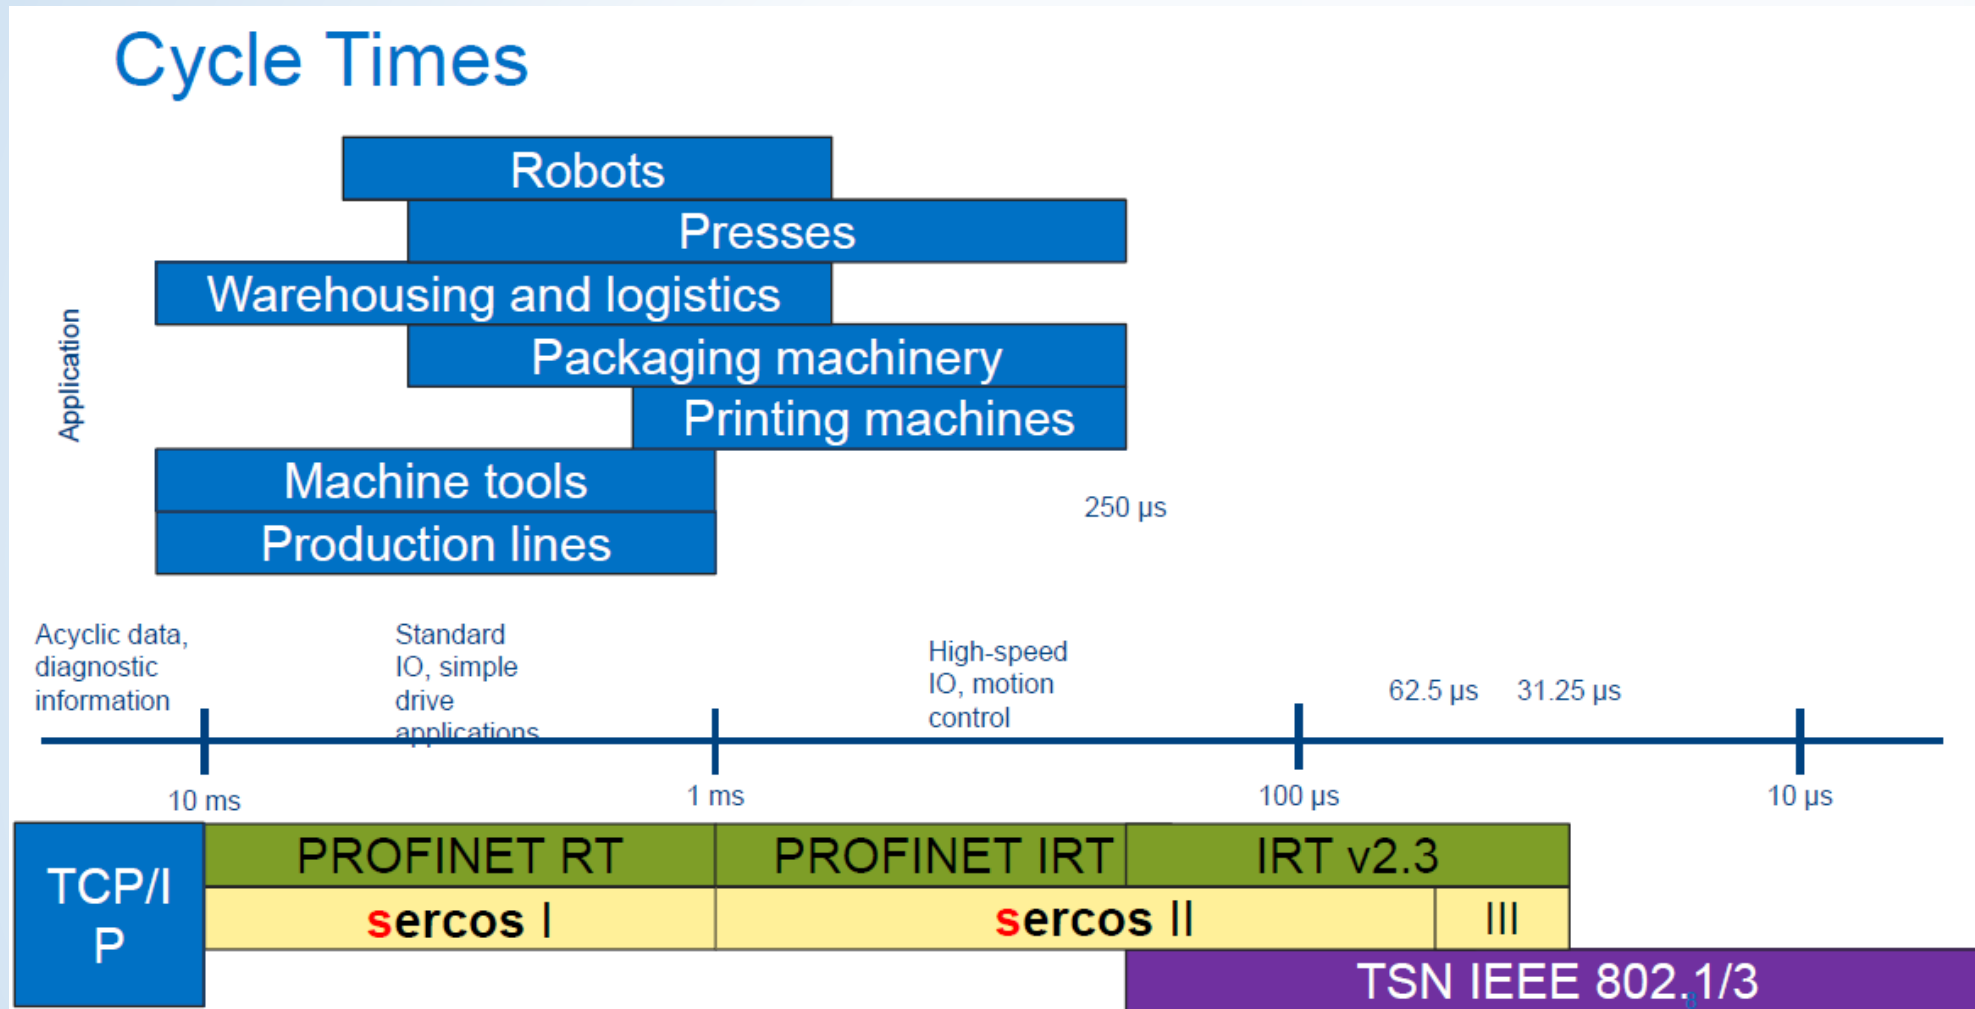 Cycle Times
Robots
Presses
Warehousing and logistics
Packaging machinery
Printing machines
Machine tools
Production lines
Application
250 µs
Acyclic data,
diagnostic
information
Standard
IO, simple
drive
applications
High-speed
IO, motion
control
62.5 µs
31.25 µs
10 ms
1 ms
100 µs
10 µs
TCP/I
P
PROFINET RT
PROFINET IRT
IRT v2.3
sercos I
sercos II
III
TSN IEEE 802.1/3
8